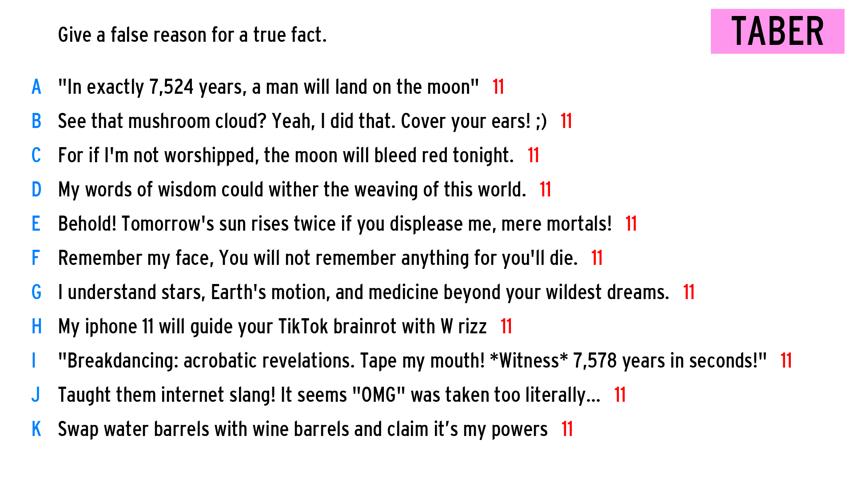 Give a false reason for a true fact.
TABER
A "In exactly 7,524 years, a man will land on the moon" 11
B See that mushroom cloud? Yeah, I did that. Cover your ears! ;) 11
C For if I'm not worshipped, the moon will bleed red tonight. 11
D My words of wisdom could wither the weaving of this world. 11
E Behold! Tomorrow's sun rises twice if you displease me, mere mortals! 11
F Remember my face, You will not remember anything for you'll die. 11
G I understand stars, Earth's motion, and medicine beyond your wildest dreams. 11
H My iphone 11 will guide your TikTok brainrot with W rizz 11
I "Breakdancing: acrobatic revelations. Tape my mouth! *Witness* 7,578 years in seconds!" 11
J Taught them internet slang! It seems "OMG" was taken too literally... 11
K Swap water barrels with wine barrels and claim it’s my powers 11